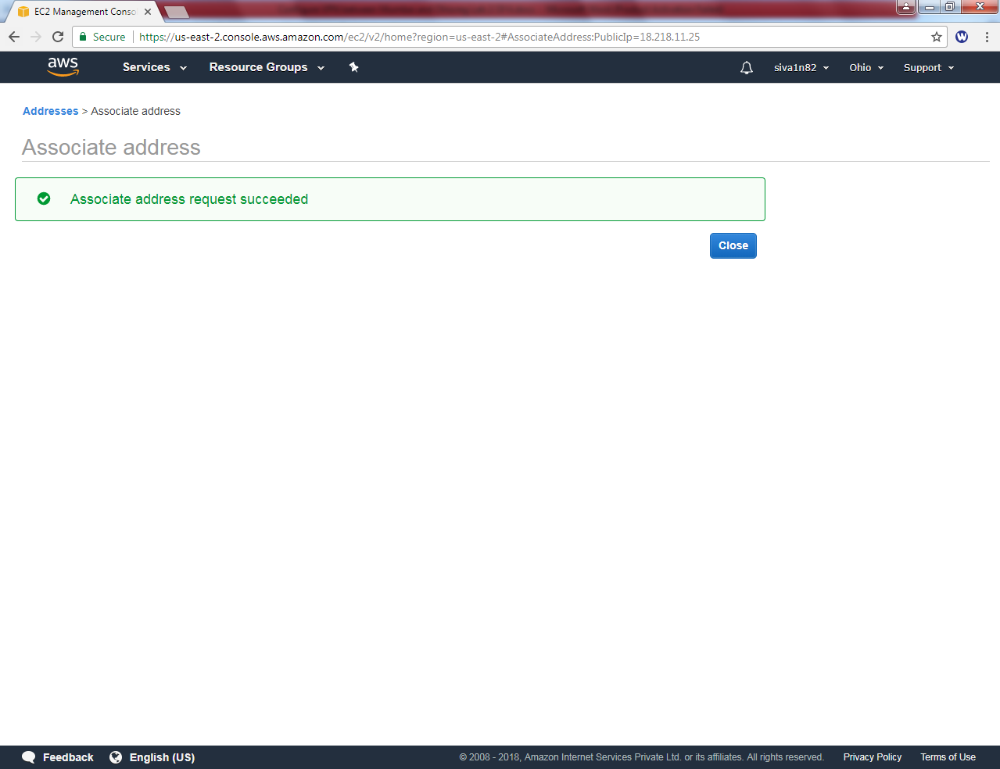 EC2 Management Conso
Secure https://us-east-2.console.aws.amazon.com/ec2/v2/home?region=us-east-2#AssociateAddress:PublicIp=18.218.11.25
W
aws Services Resource Groups siva1n82 Ohio Support
Addresses > Associate address
Associate address
Associate address request succeeded
Close
Feedback English (US) © 2008 - 2018, Amazon Internet Services Private Ltd. or its affiliates. All rights reserved. Privacy Policy Terms of Use